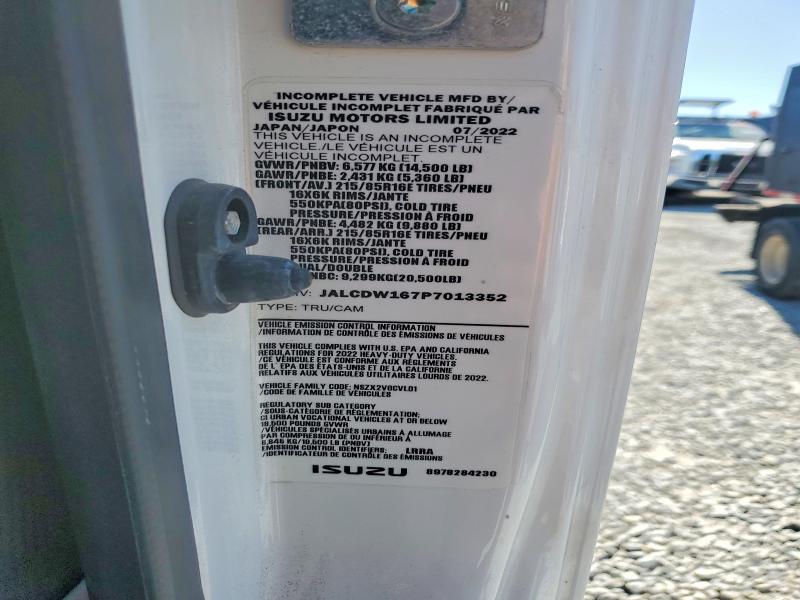 INCOMPLETE VEHICLE MFD BY/
VÉHICULE INCOMPLET FABRIQUÉ PAR
ISUZU MOTORS LIMITED
JAPAN/JAPON 07/2022
THIS VEHICLE IS AN INCOMPLETE
VEHICLE./LE VÉHICULE EST UN
VÉHICULE INCOMPLET.
GVWR/PNBV: 6,577 KG (14,500 LB)
GAWR/PNBE: 2,431 KG (5,360 LB)
(FRONT/AV.) 215/85R16E TIRES/PNEU
16X6K RIMS/JANTE
550KPA(80PSI), COLD TIRE
PRESSURE/PRESSION À FROID
GAWR/PNBE: 4,482 KG (9,880 LB)
(REAR/ARR.) 215/85R16E TIRES/PNEU
16X6K RIMS/JANTE
550KPA(80PSI), COLD TIRE
PRESSURE/PRESSION À FROID
/DOUBLE
NBC: 9,299KG(20,500LB)
JALCDW167P7013352
TYPE: TRU/CAM
VEHICLE EMISSION CONTROL INFORMATION
/INFORMATION DE CONTRÔLE DES ÉMISSIONS DE VÉHICULES
THIS VEHICLE COMPLIES WITH U.S. EPA AND CALIFORNIA
REGULATIONS FOR 2022 HEAVY-DUTY VEHICLES.
/CE VÉHICULE EST CONFORME AUX RÈGLEMENTS
DE L' ÉPA DES ÉTATS-UNIS ET DE LA CALIFORNIE
RELATIFS AUX VÉHICULES UTILITAIRES LOURDS DE 2022.
VEHICLE FAMILY CODE: NSZX2VOCVLD1
/CODE DE FAMILLE DE VÉHICULES
REGULATORY SUB CATEGORY
/SOUS-CATÉGORIE DE RÉGLEMENTATION:
CI URBAN VOCATIONAL VEHICLES AT OR BELOW
19,500 POUNDS GVWR
/VÉHICULES SPÉCIALISÉS URBAINS À ALLUMAGE
PAR COMPRESSION DE OU INFÉRIEUR À
8,845 KG/19,500 LB (PNBV)
EMISSION CONTROL IDENTIFIERS: LRRA
/IDENTIFICATEUR DE CONTRÔLE DES ÉMISSIONS
ISUZU 8978284230